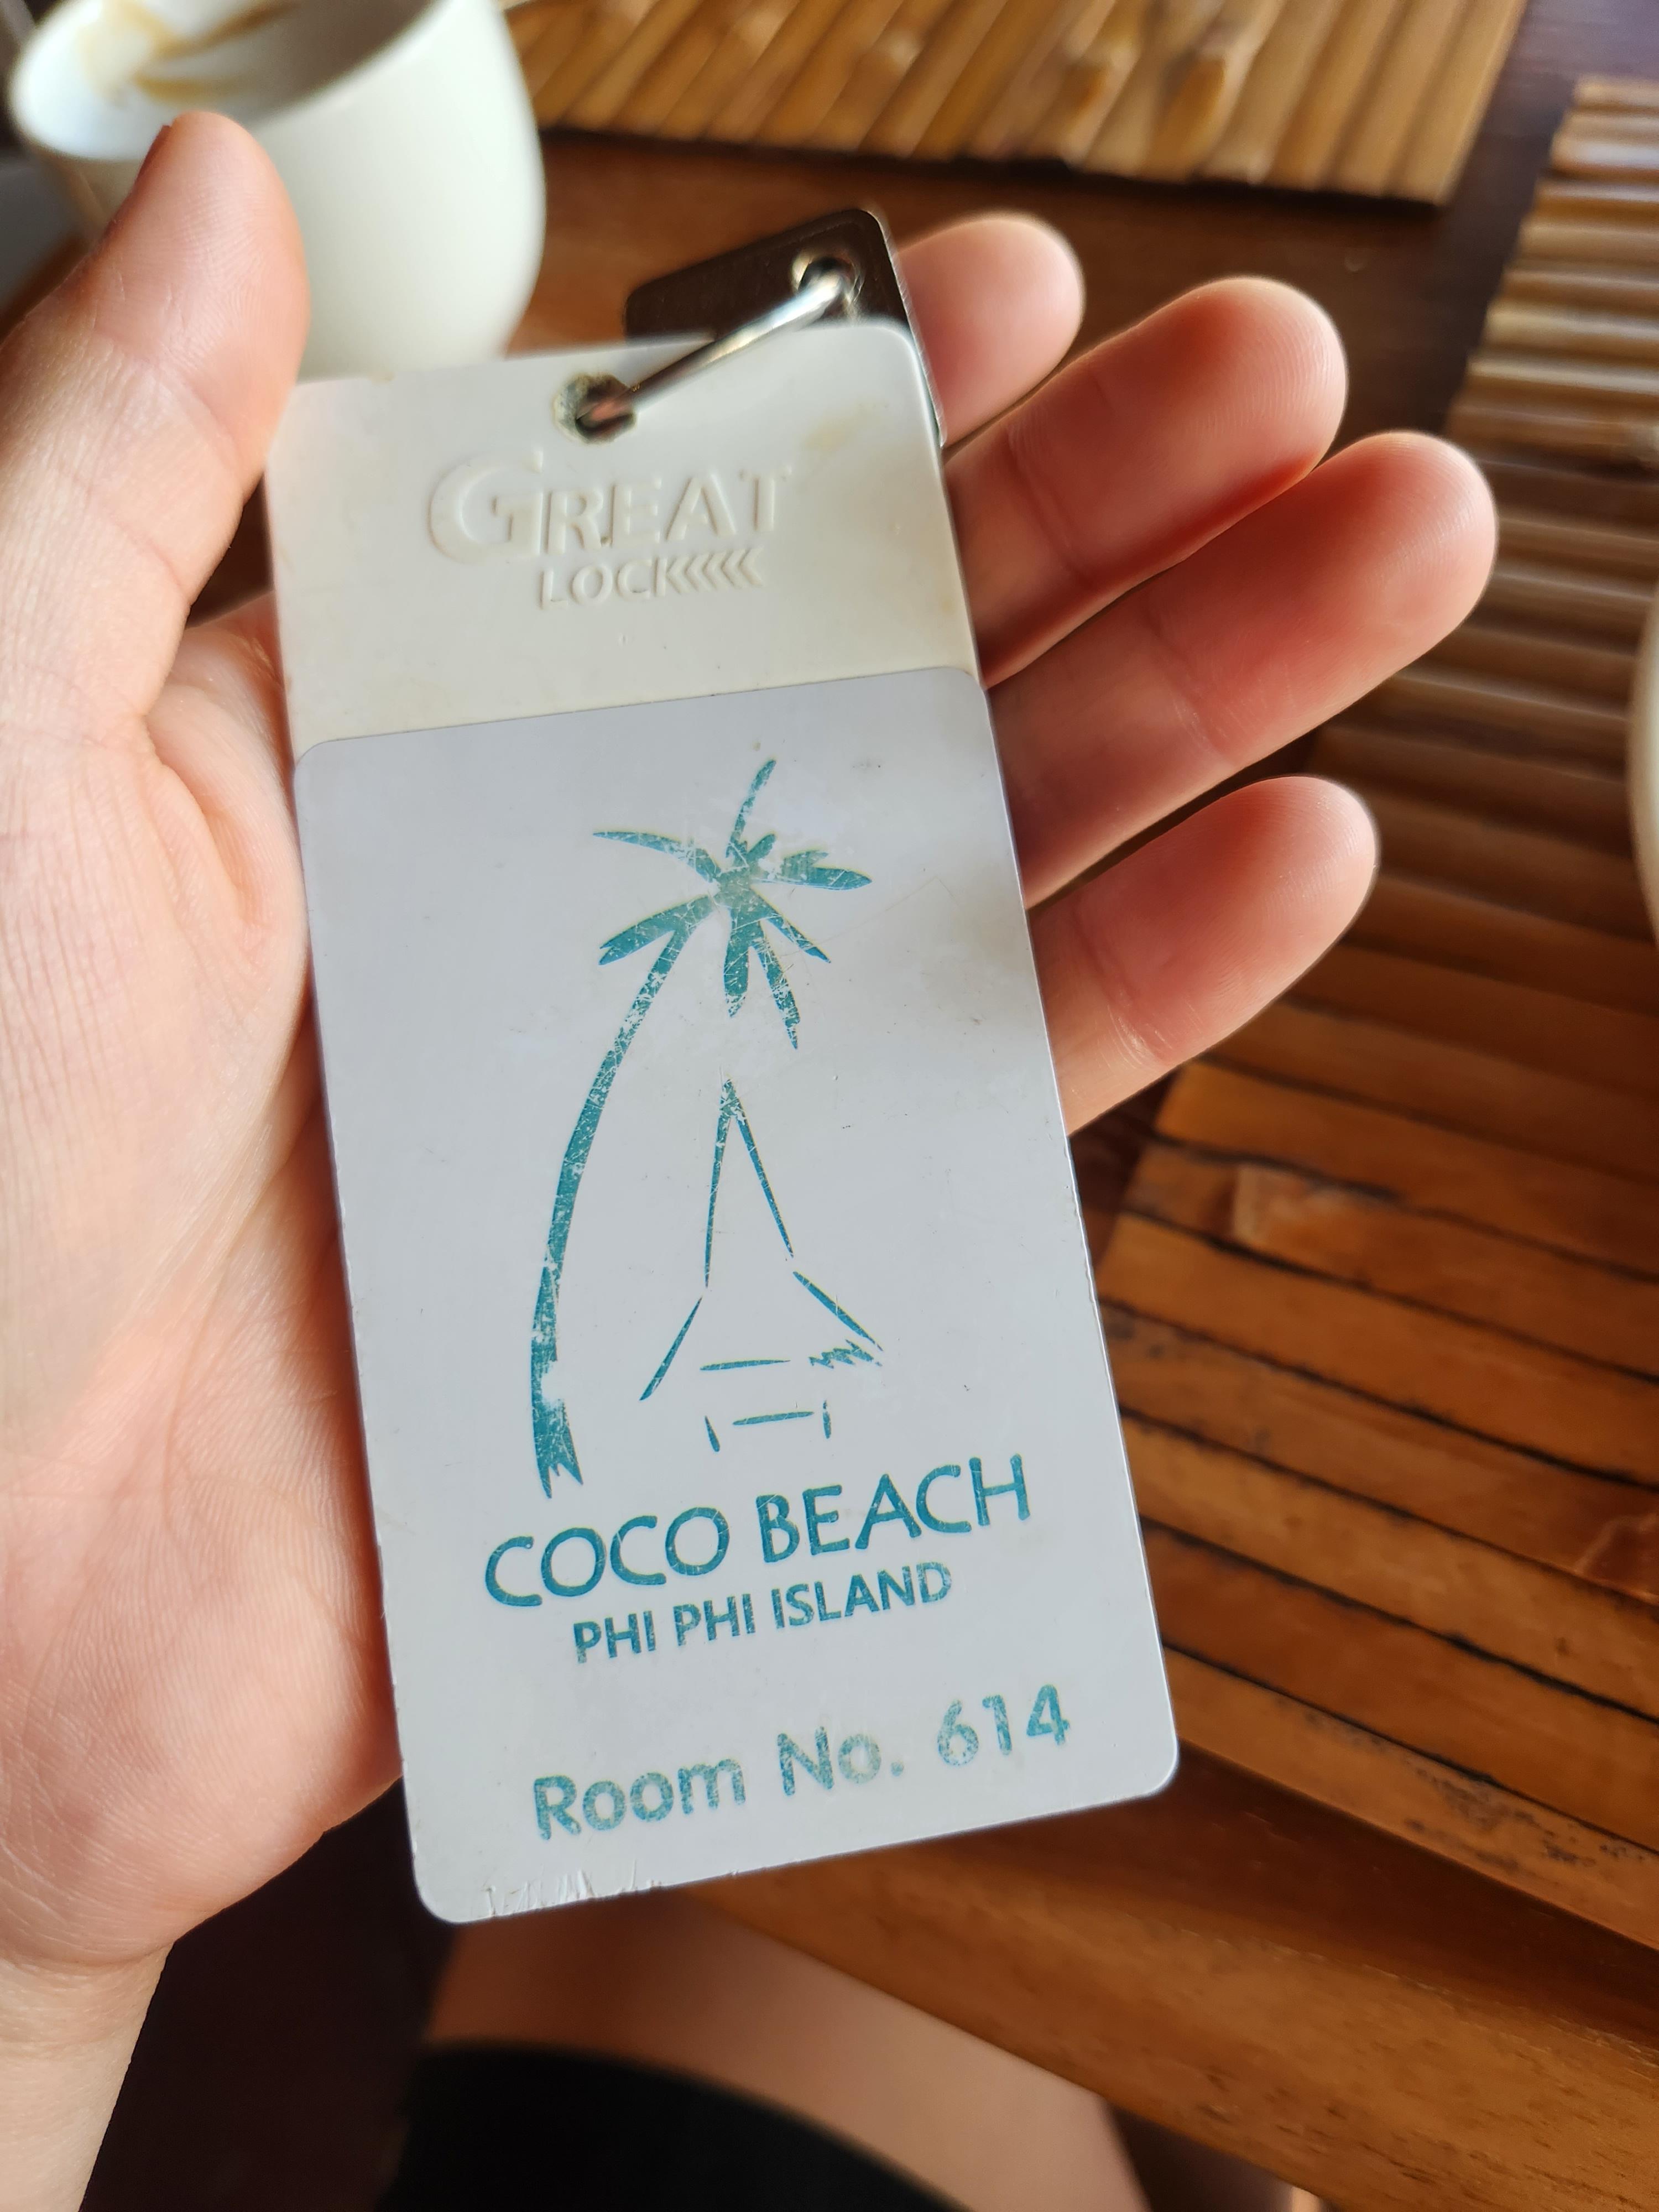 GREAT
LOCK
COCO BEACH
PHI PHI ISLAND
Room No. 614